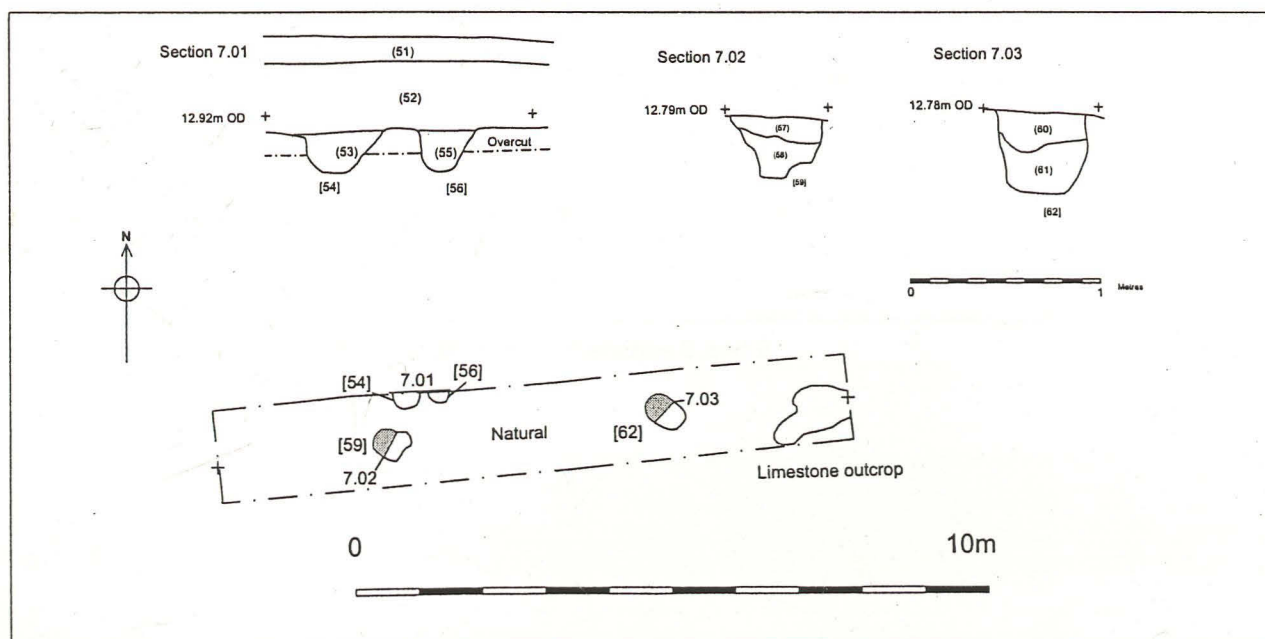 Section 7.01
(51)
(52)
12.92m OD
(53)
(55)
Overcut
[54]
[56]
Section 7.02
12.79m OD
(57)
(58)
[59]
Section 7.03
12.78m OD
(60)
(61)
[62]
N
0 1 Metres
[54] 7.01 [56]
[59]
7.02
Natural
7.03
[62]
Limestone outcrop
0 10m